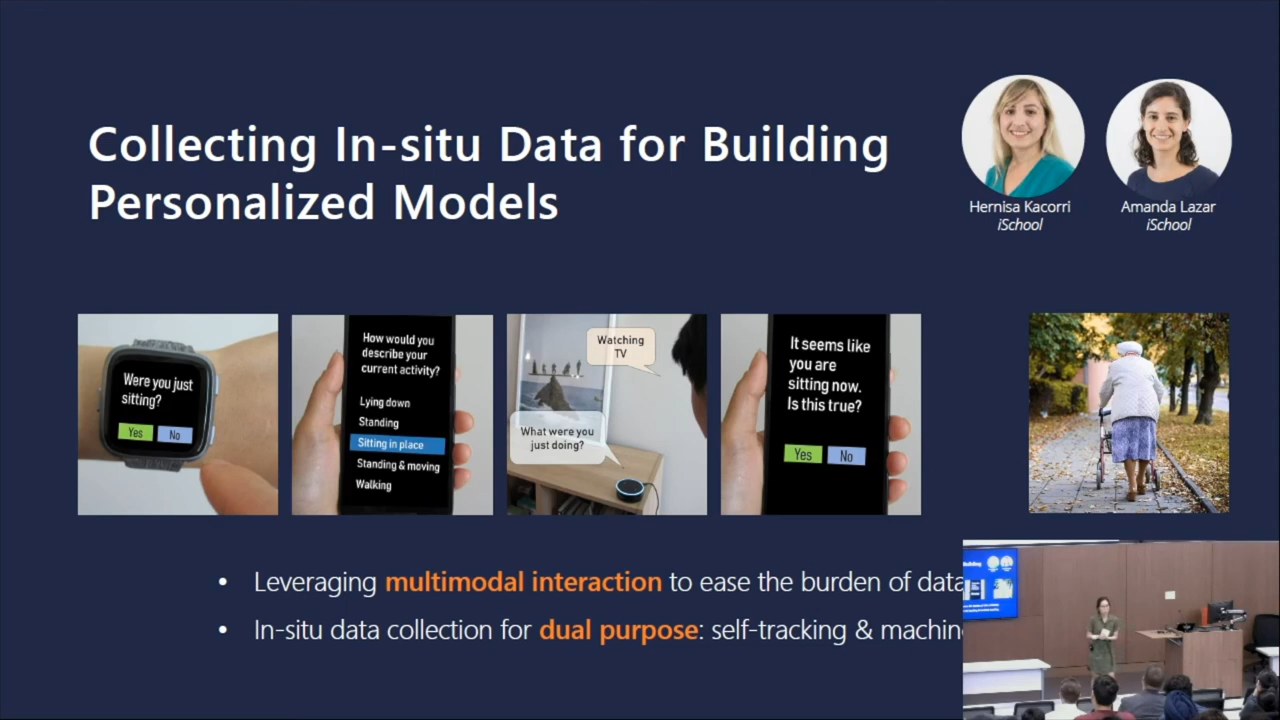 Collecting In-situ Data for Building
Personalized Models
Hernisa Kacorri
iSchool
Amanda Lazar
iSchool
Were you just
sitting?
Yes
No
How would you
describe your
current activity?
Lying down
Standing
Sitting in place
Standing & moving
Walking
Watching
TV
What were you
just doing?
It seems like
you are
sitting now.
Is this true?
Yes
No
• Leveraging multimodal interaction to ease the burden of data
• In-situ data collection for dual purpose: self-tracking &